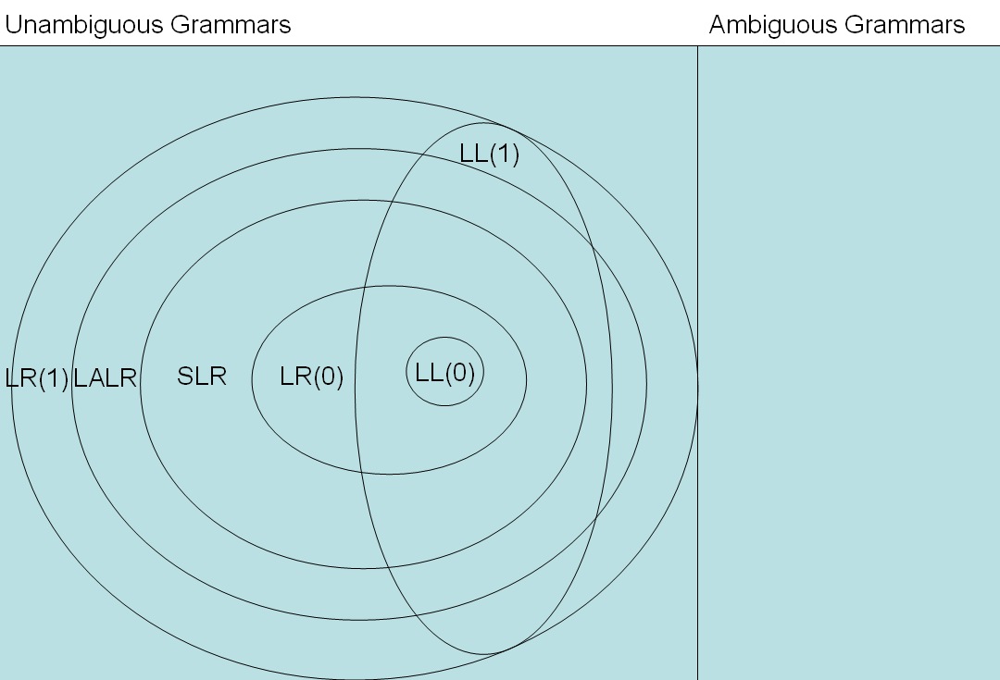 Unambiguous Grammars
Ambiguous Grammars
LL(1)
LR(1)
LALR
SLR
LR(0)
LL(0)